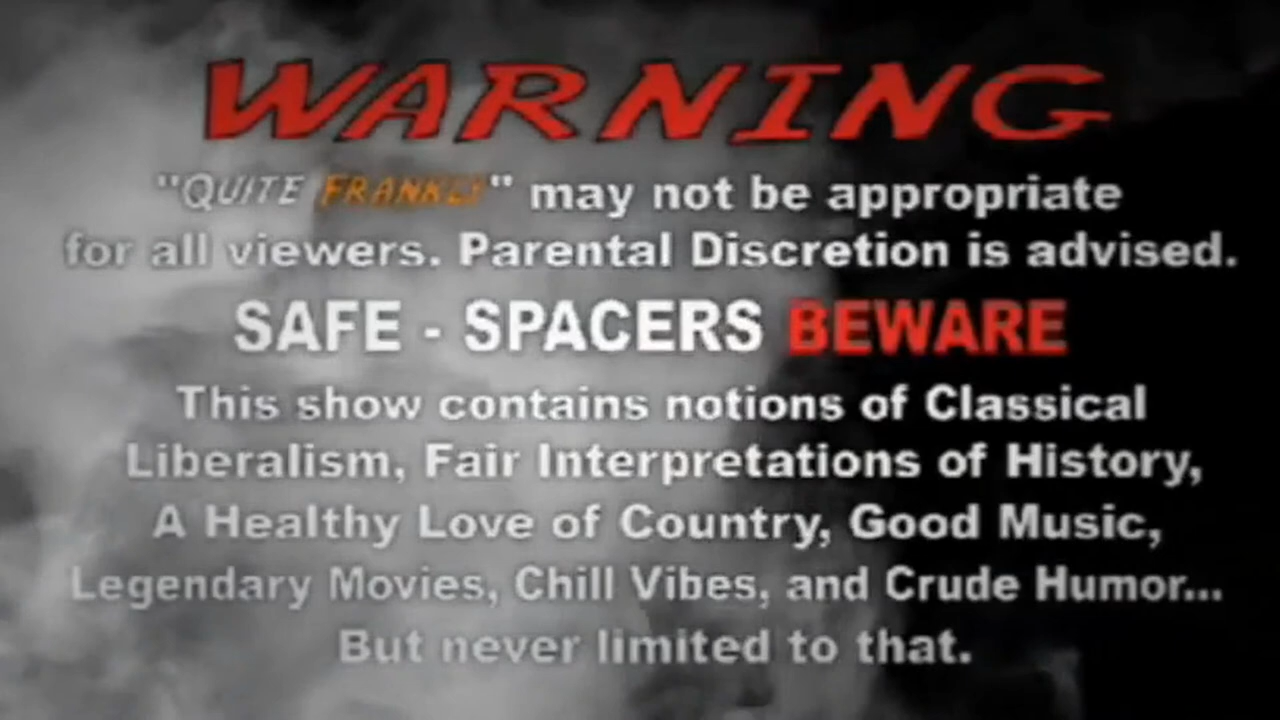 WARNING
"QUITE FRANKLY" may not be appropriate
for all viewers. Parental Discretion is advised.
SAFE - SPACERS BEWARE
This show contains notions of Classical
Liberalism, Fair Interpretations of History,
A Healthy Love of Country, Good Music,
Legendary Movies, Chill Vibes, and Crude Humor...
But never limited to that.